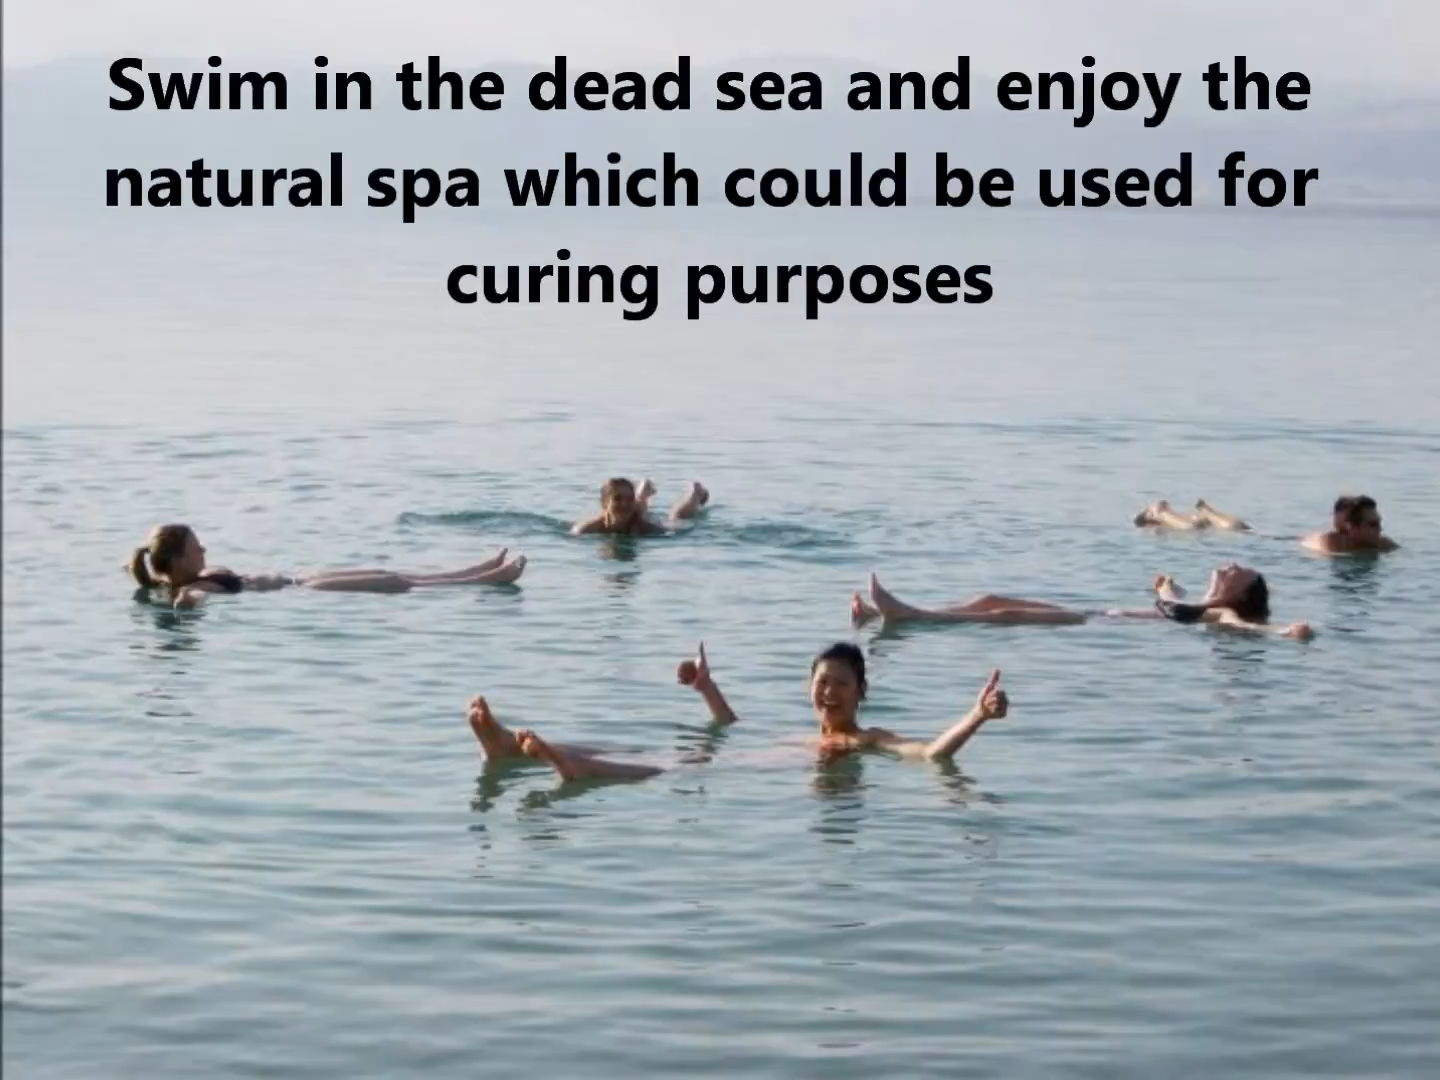 Swim in the dead sea and enjoy the
natural spa which could be used for
curing purposes